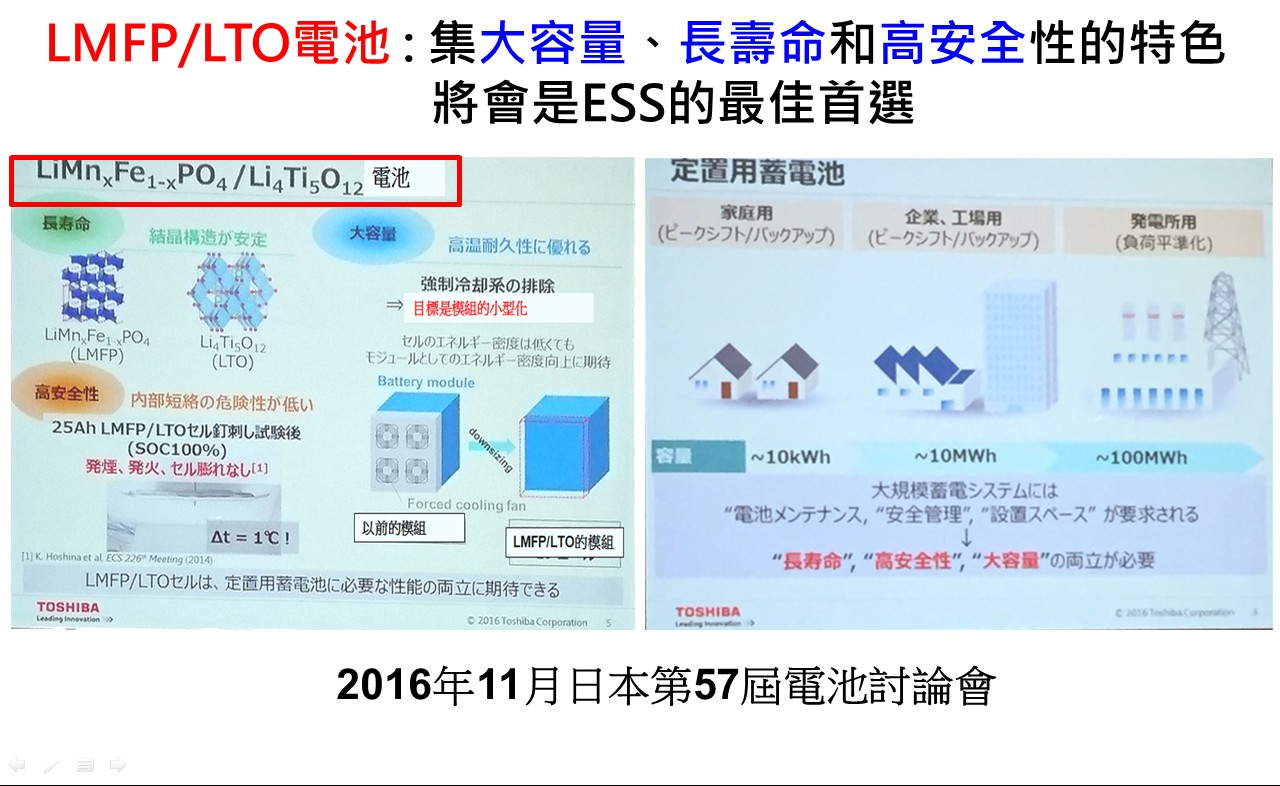 LMFP/LTO電池 : 集大容量、長壽命和高安全性的特色
將會是ESS的最佳首選
LiMnxFe1-xPO4 /Li4Ti5O12 電池
長寿命
結晶構造が安定
LiMnxFe1-xPO4
(LMFP)
Li4Ti5O12
(LTO)
高安全性
内部短絡の危険性が低い
25Ah LMFP/LTOセル釘刺し試験後
(SOC100%)
発煙、発火、セル膨れなし[1]
Δt = 1℃ !
[1] K. Hoshina et al. ECS 226th Meeting (2014)
大容量
高温耐久性に優れる
強制冷却系の排除
⇒ 目標是模組的小型化
セルのエネルギー密度は低くても
モジュールとしてのエネルギー密度向上に期待
Battery module
downsizing
Forced cooling fan
以前的模組
LMFP/LTO的模組
LMFP/LTOセルは、定置用蓄電池に必要な性能の両立に期待できる
TOSHIBA
Leading Innovation >>>
© 2016 Toshiba Corporation 5
定置用蓄電池
家庭用
(ピークシフト/バックアップ)
企業、工場用
(ピークシフト/バックアップ)
発電所用
(負荷平準化)
容量
~10kWh
~10MWh
~100MWh
大規模蓄電システムには
“電池メンテナンス, “安全管理”, “設置スペース” が要求される
↓
“長寿命”, “高安全性”, “大容量”の両立が必要
TOSHIBA
Leading Innovation >>>
© 2016 Toshiba Corporation
2016年11月日本第57屆電池討論會